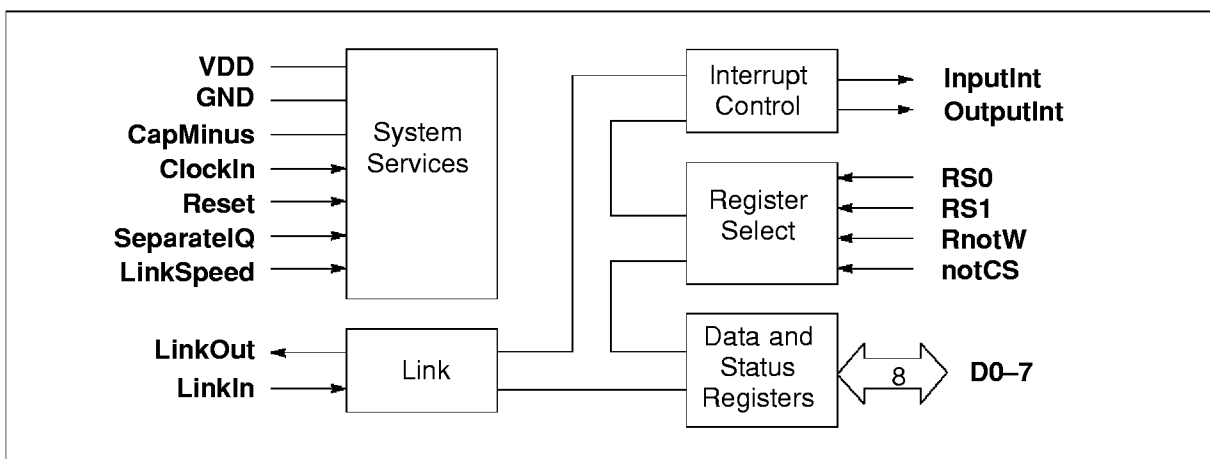 VDD
GND
CapMinus
ClockIn
Reset
SeparateIQ
LinkSpeed
System
Services
LinkOut
LinkIn
Link
Interrupt
Control
InputInt
OutputInt
Register
Select
RS0
RS1
RnotW
notCS
Data and
Status
Registers
8
D0–7